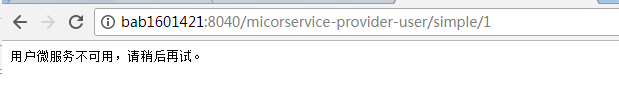 bab1601421:8040/micorservice-provider-user/simple/1
用户微服务不可用，请稍后再试。